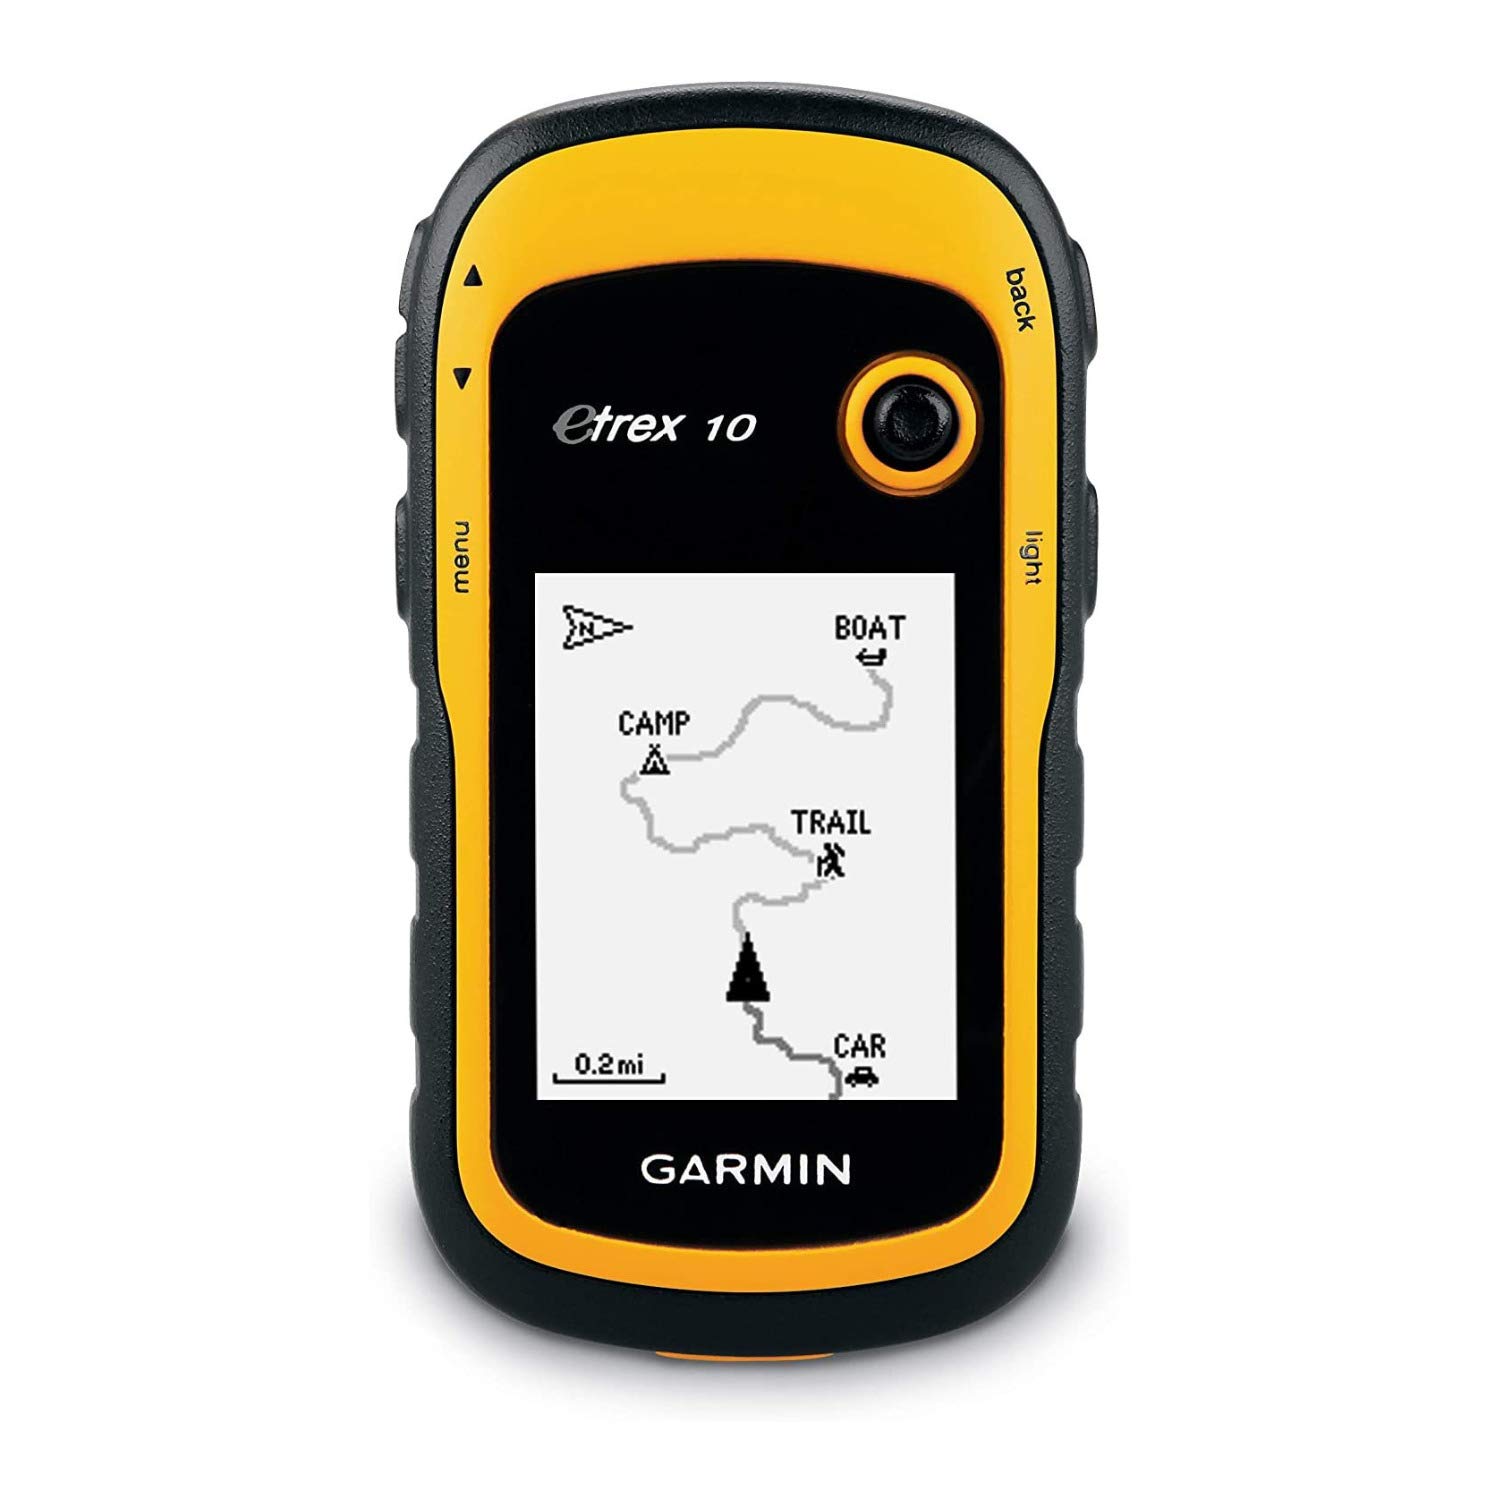 ▲
back
▼
etrex 10
menu
light
N
BOAT
CAMP
TRAIL
CAR
0.2mi
GARMIN